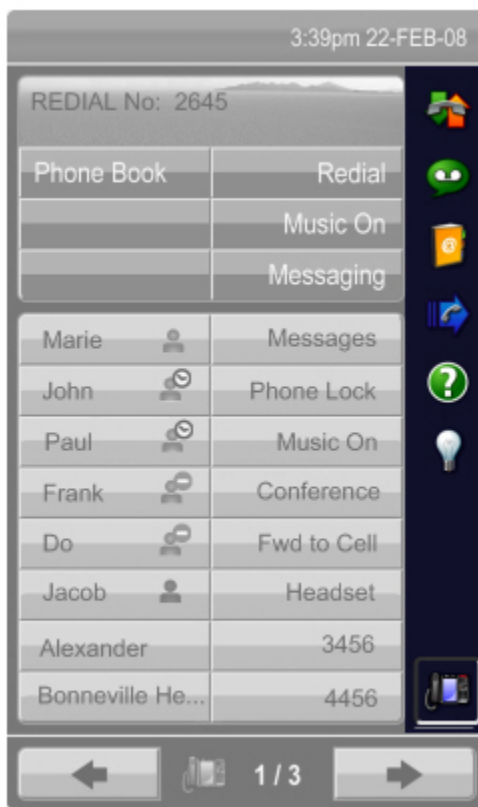 3:39pm 22-FEB-08
REDIAL No: 2645
Phone Book Redial
Music On
Messaging
Marie Messages
John Phone Lock
Paul Music On
Frank Conference
Do Fwd to Cell
Jacob Headset
Alexander 3456
Bonneville He... 4456
1 / 3